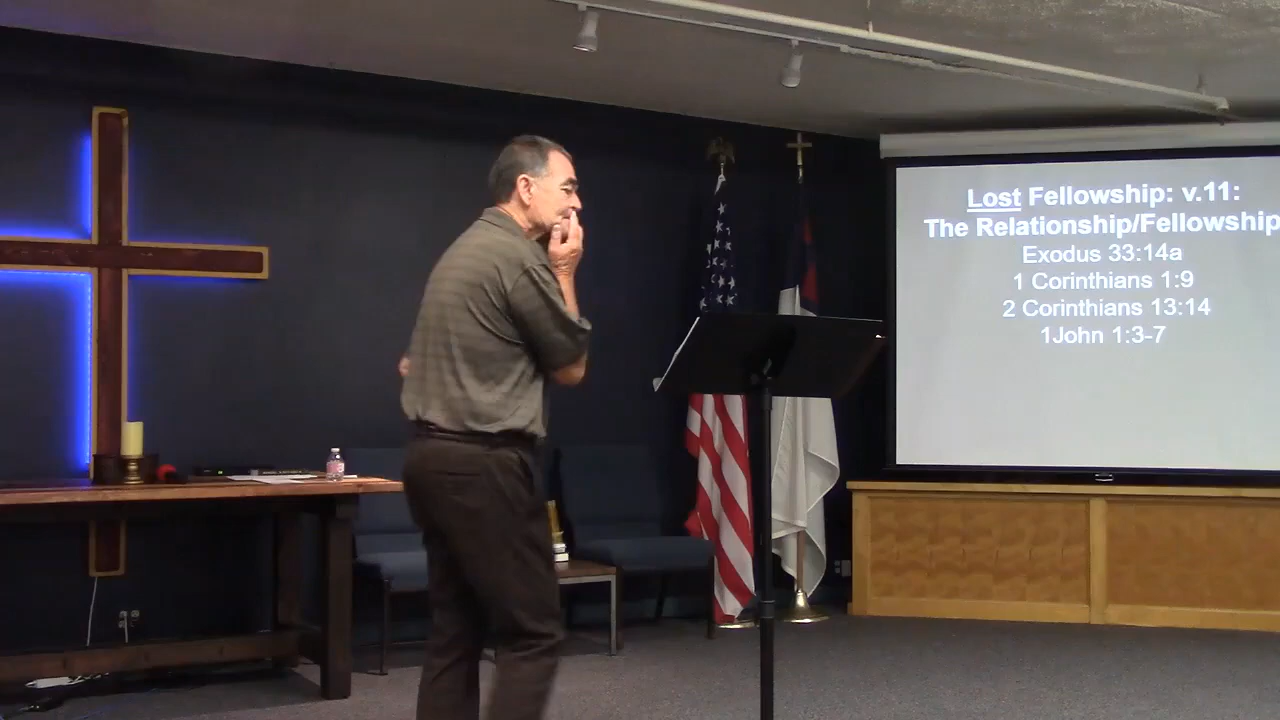 Lost Fellowship: v.11:
The Relationship/Fellowship
Exodus 33:14a
1 Corinthians 1:9
2 Corinthians 13:14
1John 1:3-7